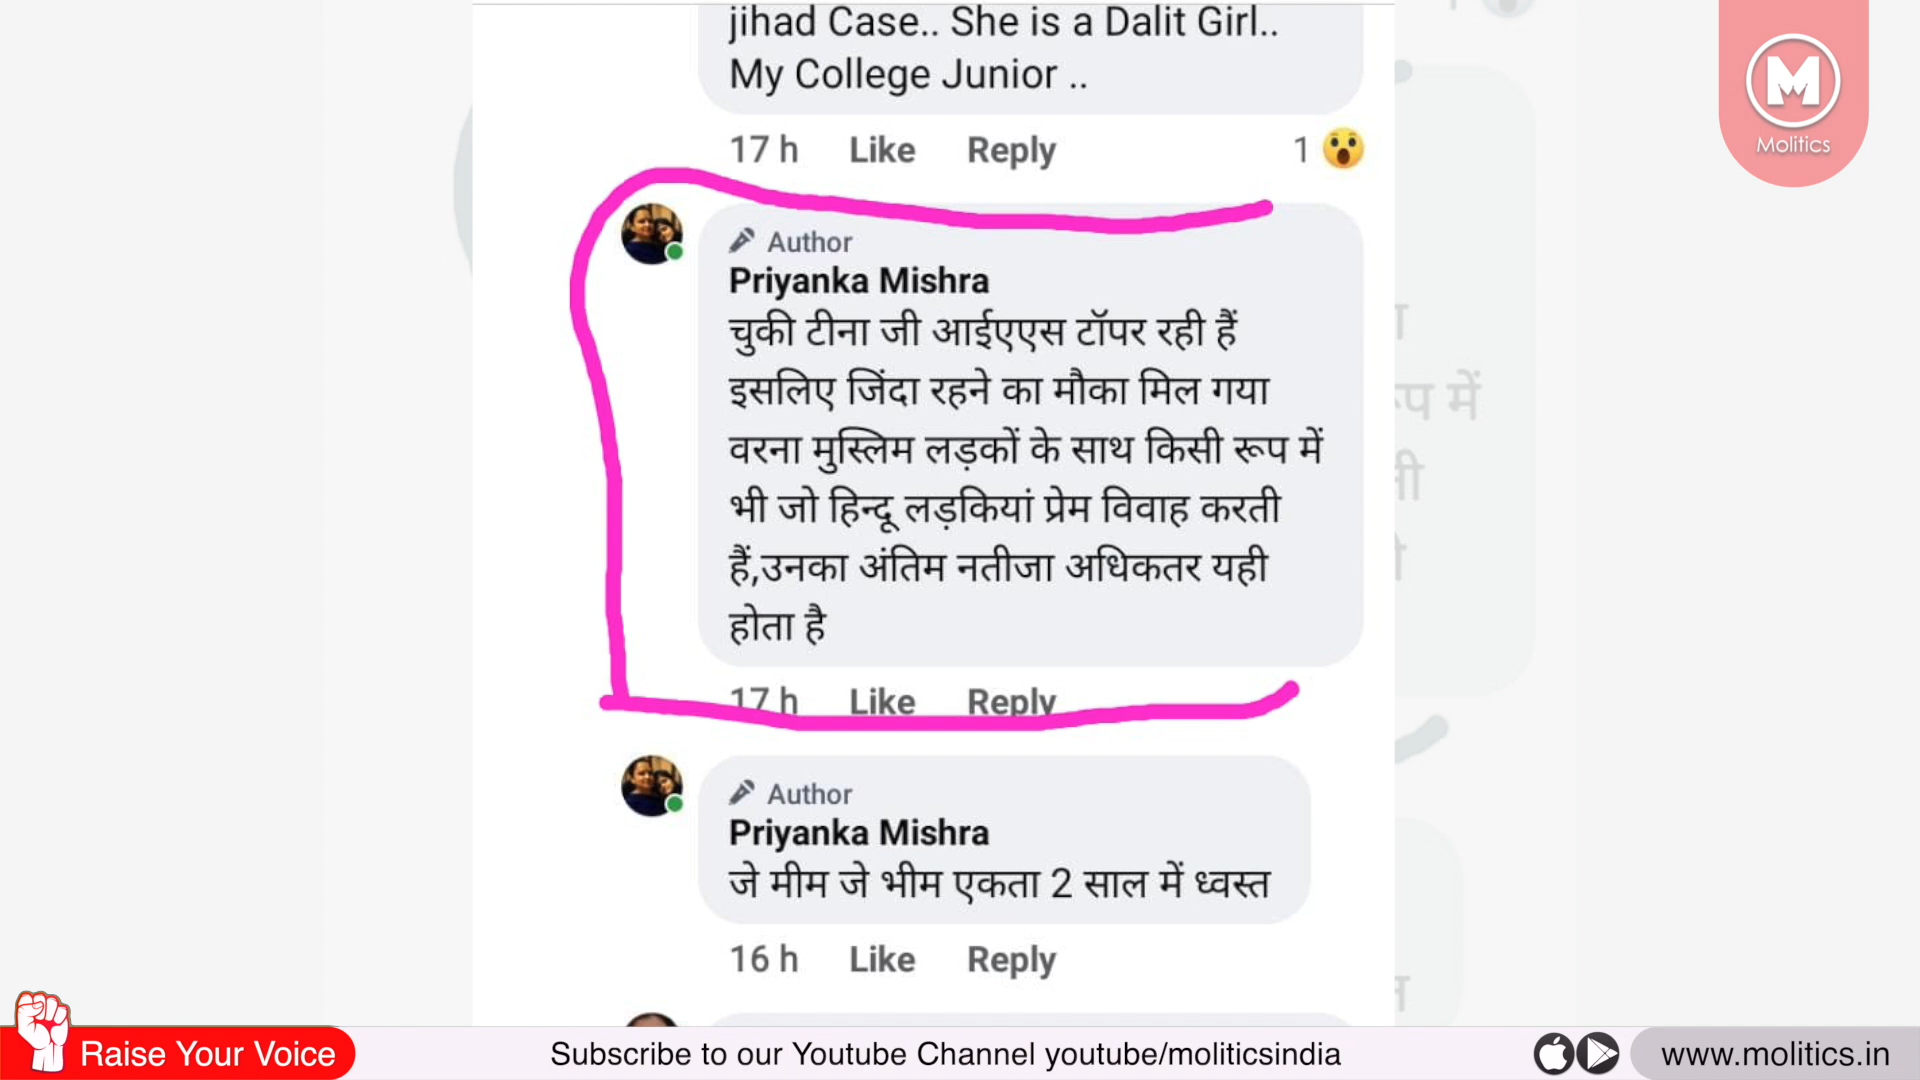 jihad Case.. She is a Dalit Girl..
My College Junior ..
17 h Like Reply 1
M
Molitics
Author
Priyanka Mishra
चुकी टीना जी आईएएस टॉपर रही हैं
इसलिए जिंदा रहने का मौका मिल गया
वरना मुस्लिम लड़कों के साथ किसी रूप में
भी जो हिन्दू लड़कियां प्रेम विवाह करती
हैं,उनका अंतिम नतीजा अधिकतर यही
होता है
17 h Like Reply
Author
Priyanka Mishra
जे मीम जे भीम एकता 2 साल में ध्वस्त
16 h Like Reply
Raise Your Voice
Subscribe to our Youtube Channel youtube/moliticsindia
www.molitics.in